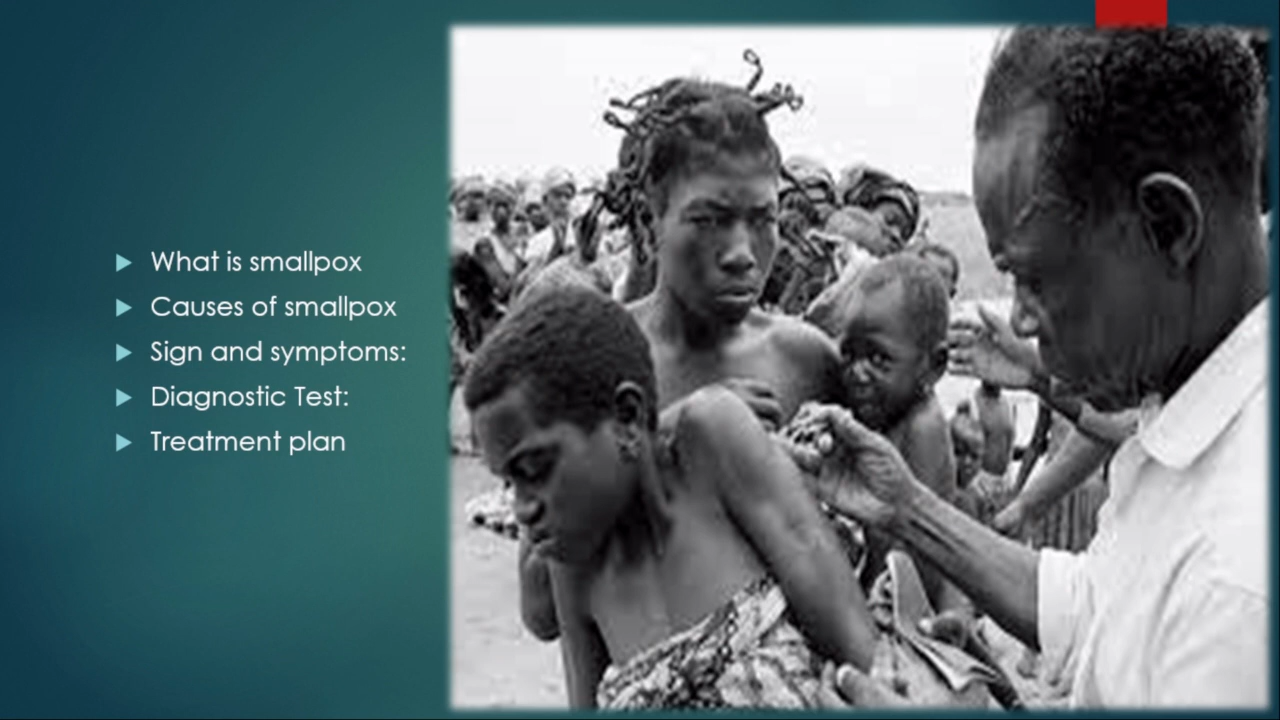 What is smallpox
Causes of smallpox
Sign and symptoms:
Diagnostic Test:
Treatment plan